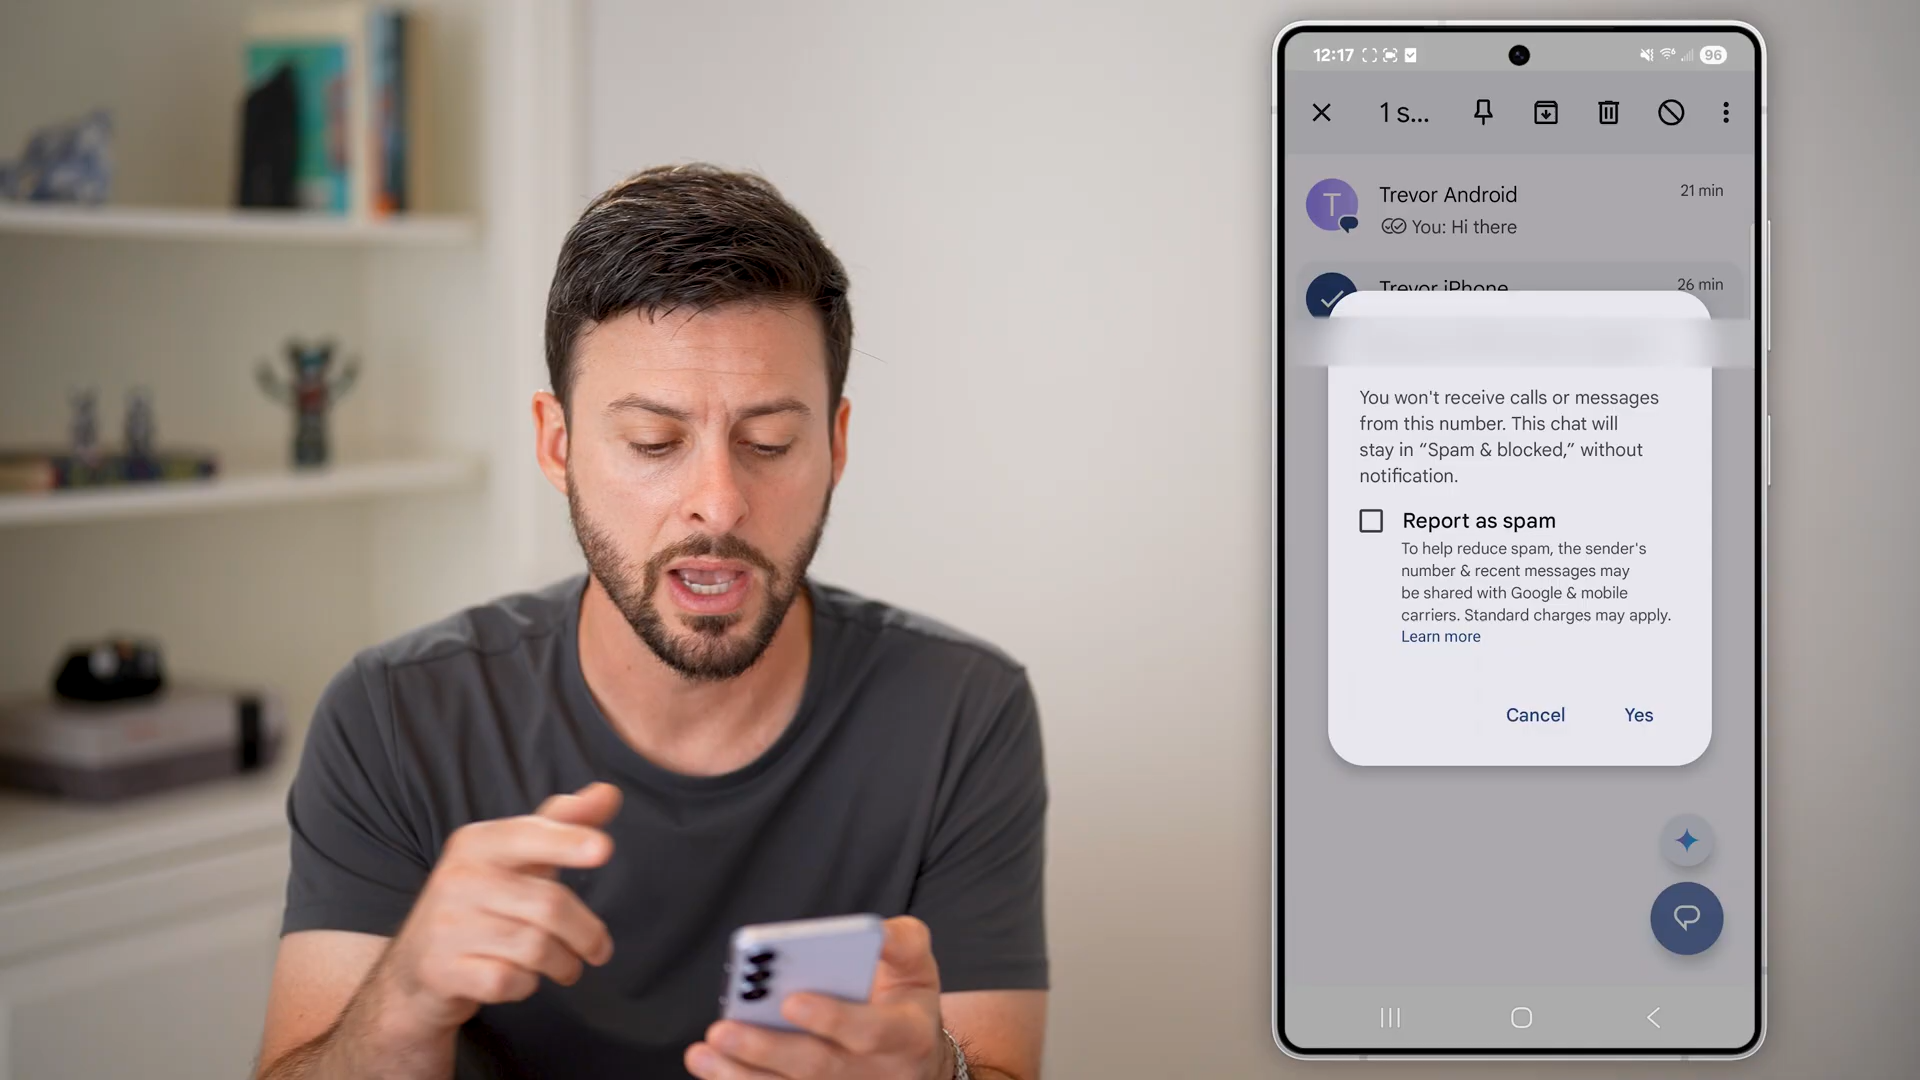 12:17
96
1 s...
Trevor Android
21 min
T
You: Hi there
Trevor iPhone
26 min
You won't receive calls or messages
from this number. This chat will
stay in “Spam & blocked,” without
notification.
Report as spam
To help reduce spam, the sender's
number & recent messages may
be shared with Google & mobile
carriers. Standard charges may apply.
Learn more
Cancel
Yes